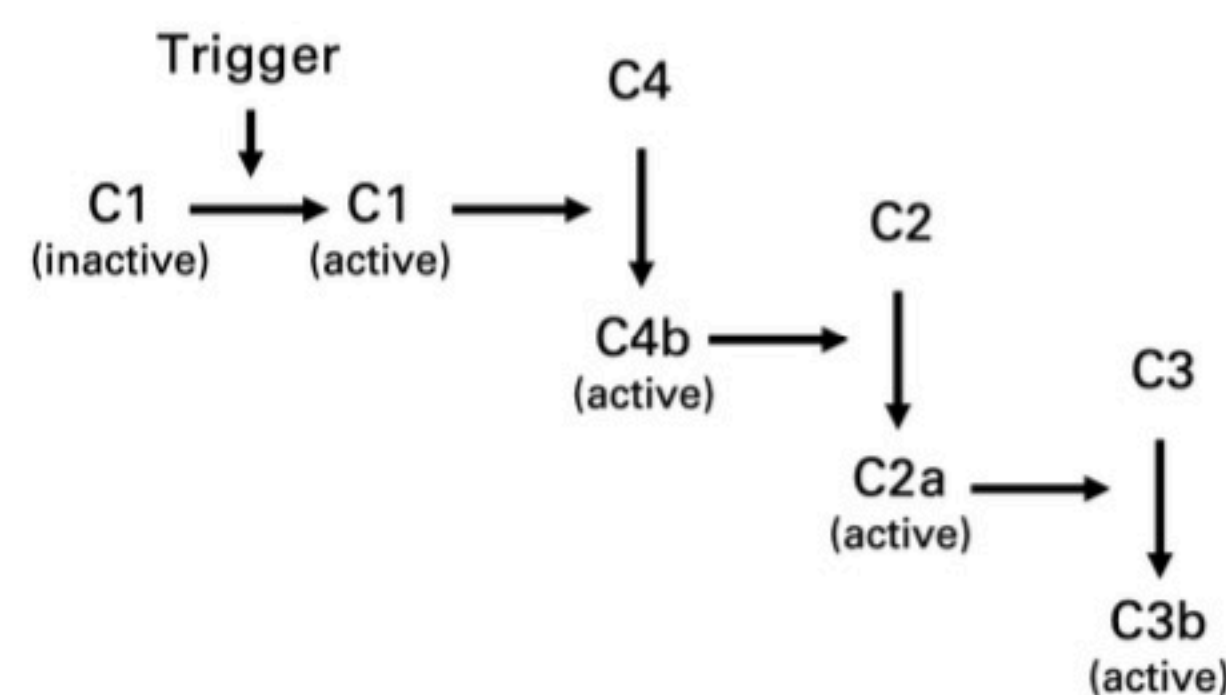 Trigger
C4
C1
C1
C2
(inactive)
(active)
C4b
C3
(active)
C2a
(active)
C3b
(active)